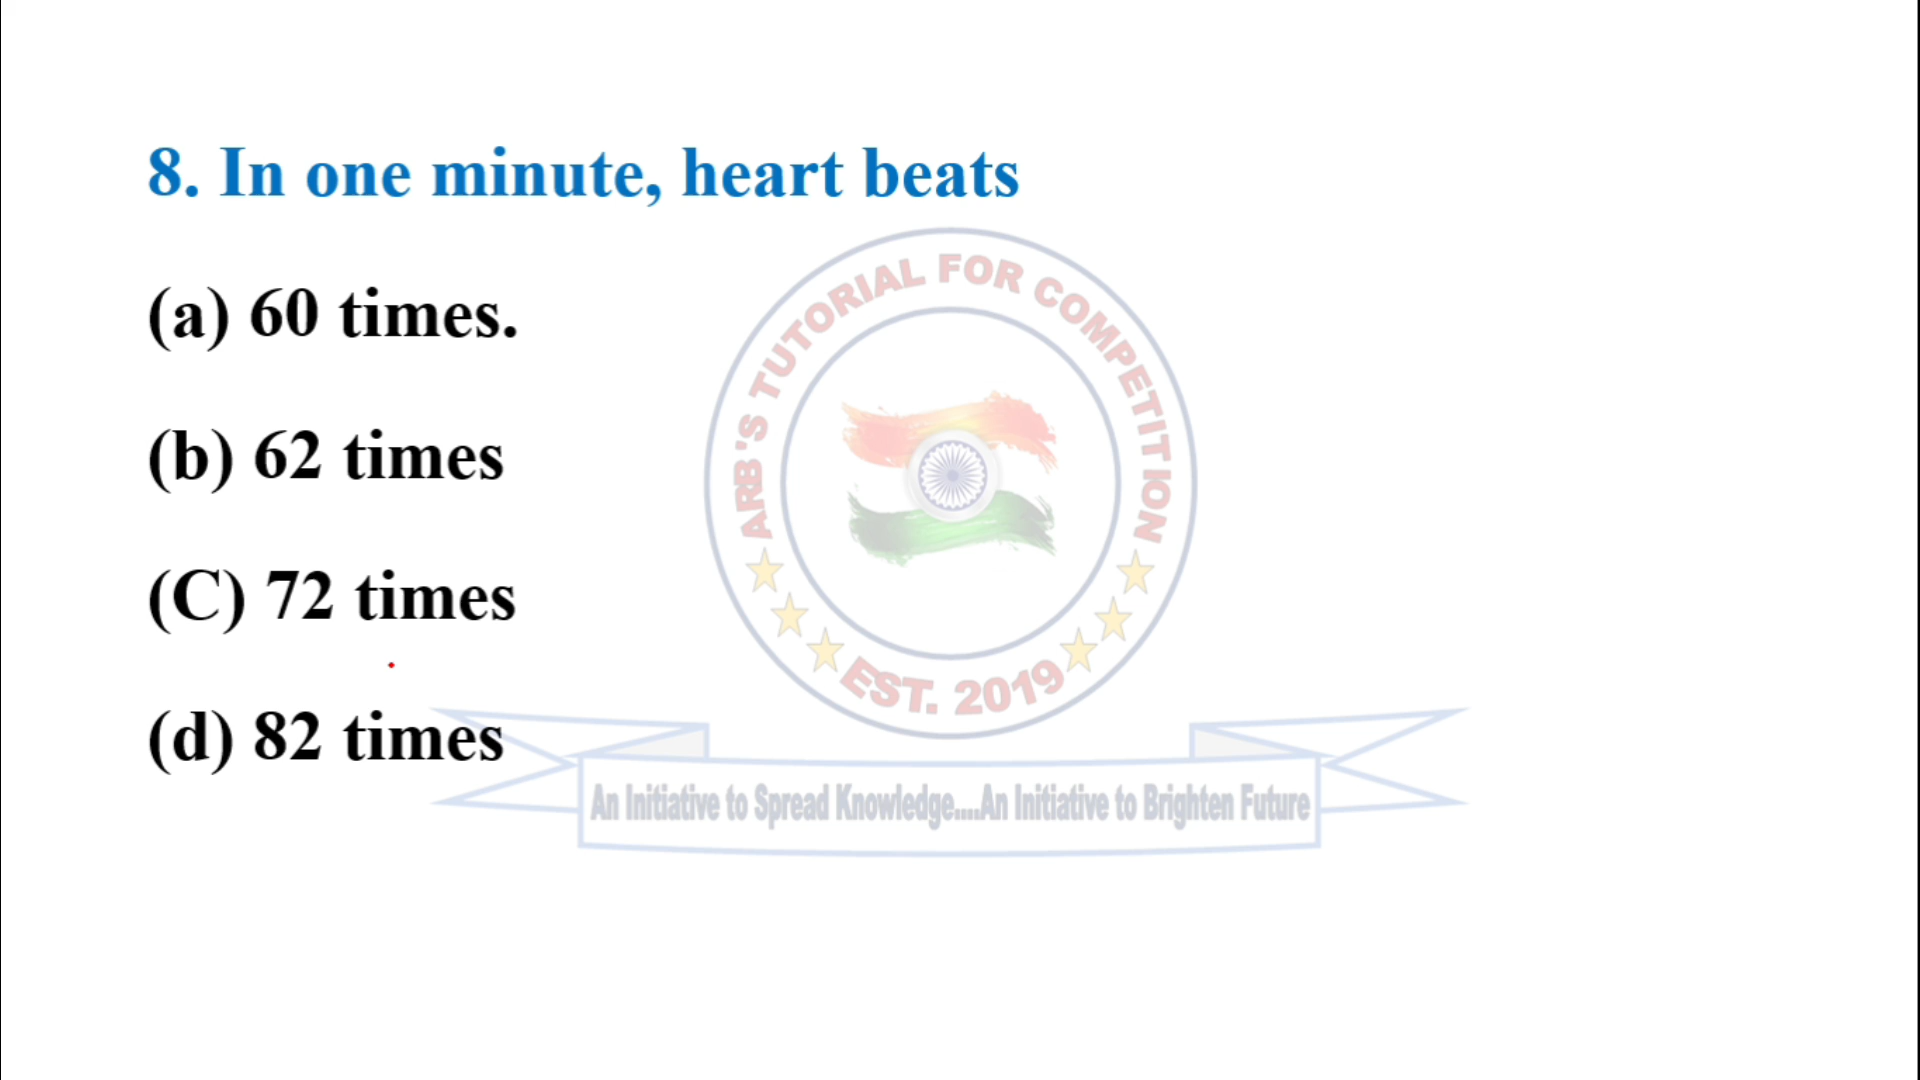 8. In one minute, heart beats
(a) 60 times.
(b) 62 times
(C) 72 times
(d) 82 times
ARB'S TUTORIAL FOR COMPETITION
EST. 2019
An Initiative to Spread Knowledge....An Initiative to Brighten Future